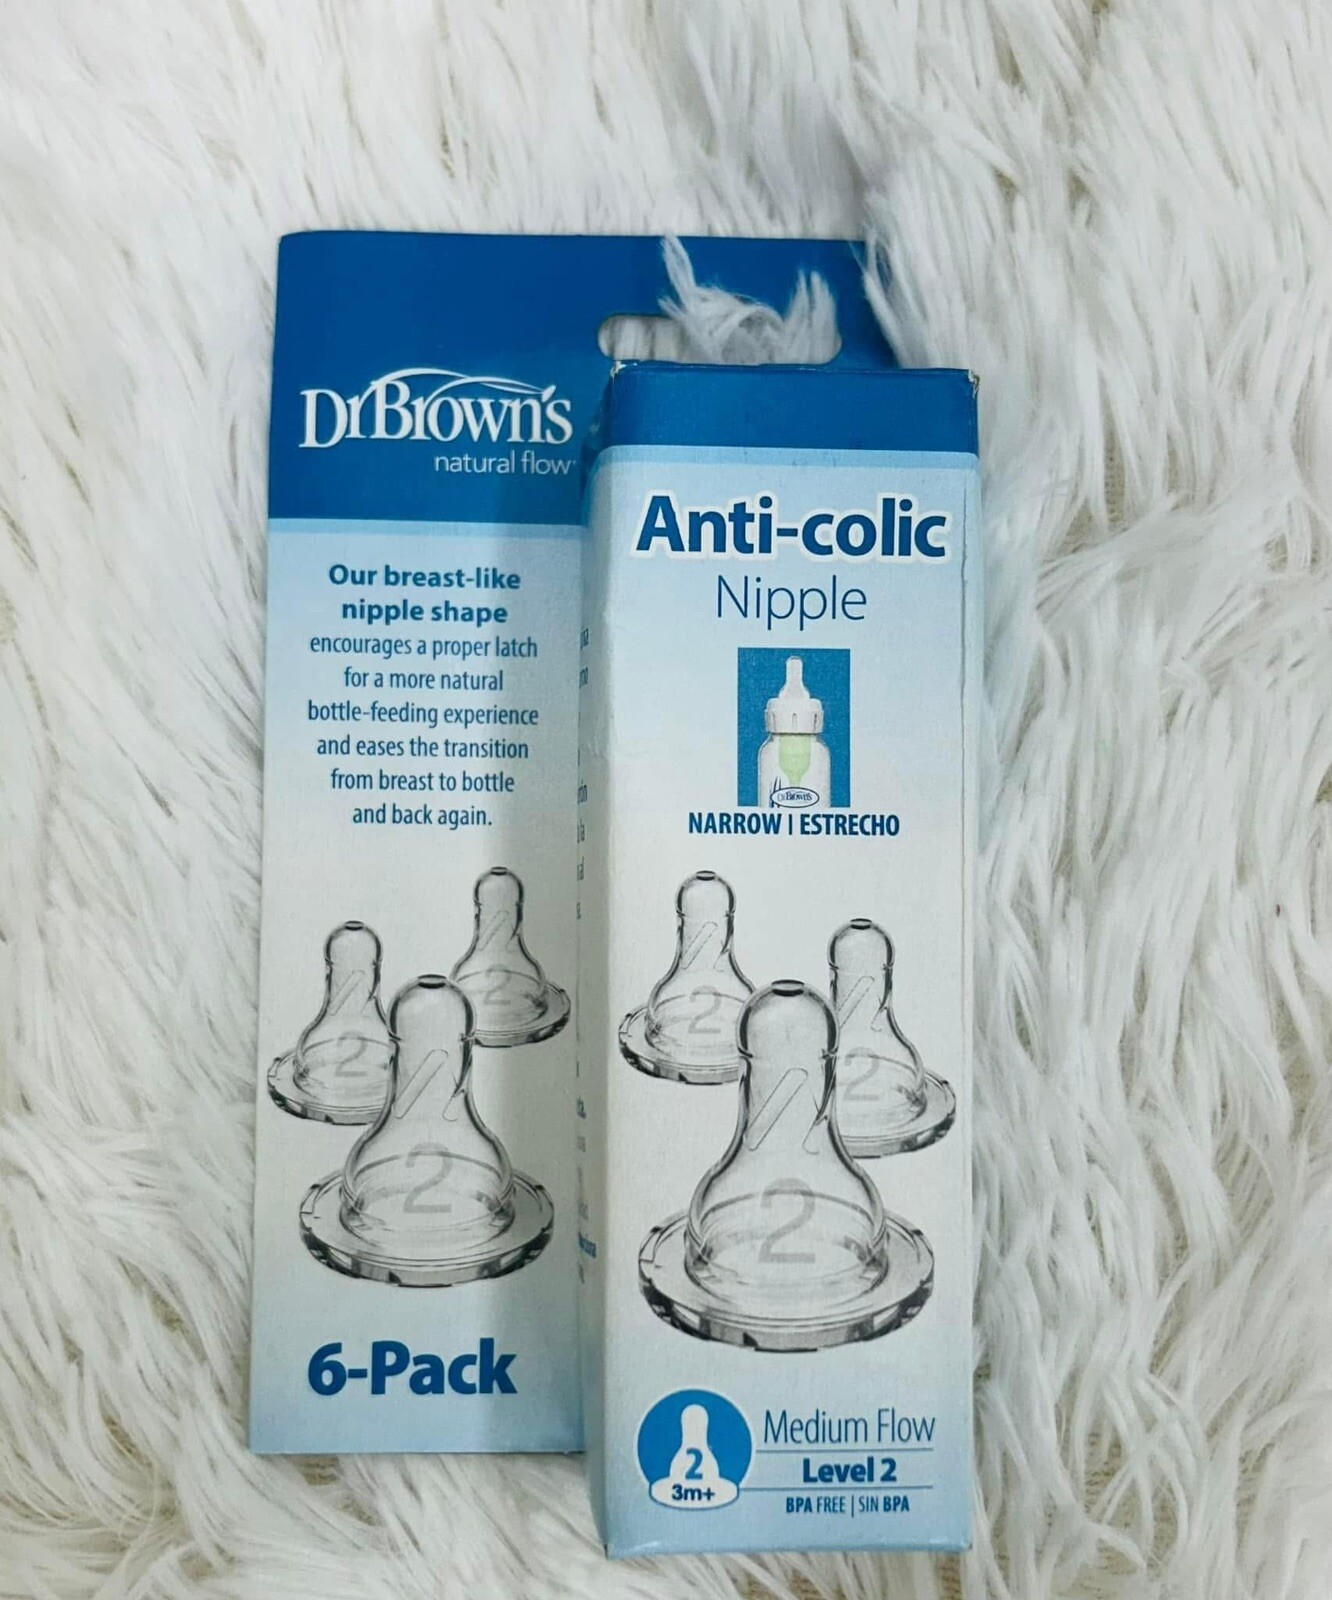 DrBrown's
natural flow
Our breast-like
nipple shape
encourages a proper latch
for a more natural
bottle-feeding experience
and eases the transition
from breast to bottle
and back again.
2
2
2
6-Pack
Anti-colic
Nipple
DrBrown's
NARROW | ESTRECHO
2
2
2
2
3m+
Medium Flow
Level 2
BPA FREE | SIN BPA